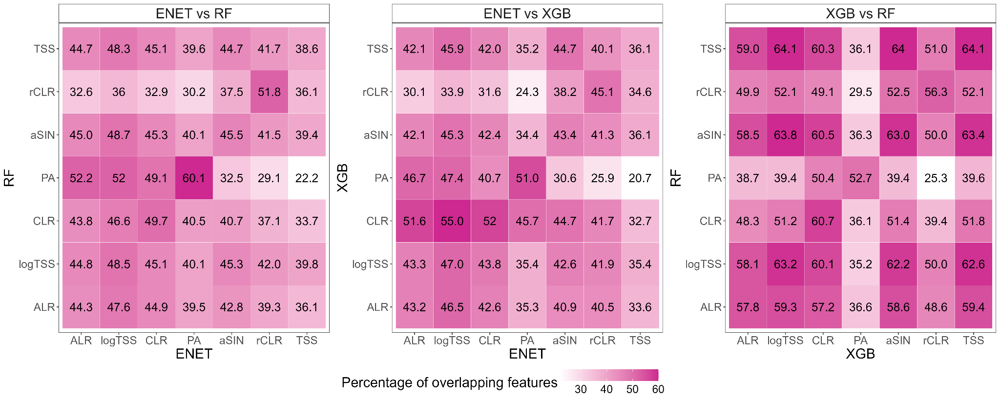 ENET vs RF
ENET vs XGB
XGB vs RF
TSS 44.7 48.3 45.1 39.6 44.7 41.7 38.6
rCLR 32.6 36 32.9 30.2 37.5 51.8 36.1
aSIN 45.0 48.7 45.3 40.1 45.5 41.5 39.4
PA 52.2 52 49.1 60.1 32.5 29.1 22.2
CLR 43.8 46.6 49.7 40.5 40.7 37.1 33.7
logTSS 44.8 48.5 45.1 40.1 45.3 42.0 39.8
ALR 44.3 47.6 44.9 39.5 42.8 39.3 36.1
RF
ALR logTSS CLR PA aSIN rCLR TSS
ENET
TSS 42.1 45.9 42.0 35.2 44.7 40.1 36.1
rCLR 30.1 33.9 31.6 24.3 38.2 45.1 34.6
aSIN 42.1 45.3 42.4 34.4 43.4 41.3 36.1
PA 46.7 47.4 40.7 51.0 30.6 25.9 20.7
CLR 51.6 55.0 52 45.7 44.7 41.7 32.7
logTSS 43.3 47.0 43.8 35.4 42.6 41.9 35.4
ALR 43.2 46.5 42.6 35.3 40.9 40.5 33.6
XGB
ALR logTSS CLR PA aSIN rCLR TSS
ENET
TSS 59.0 64.1 60.3 36.1 64 51.0 64.1
rCLR 49.9 52.1 49.1 29.5 52.5 56.3 52.1
aSIN 58.5 63.8 60.5 36.3 63.0 50.0 63.4
PA 38.7 39.4 50.4 52.7 39.4 25.3 39.6
CLR 48.3 51.2 60.7 36.1 51.4 39.4 51.8
logTSS 58.1 63.2 60.1 35.2 62.2 50.0 62.6
ALR 57.8 59.3 57.2 36.6 58.6 48.6 59.4
RF
ALR logTSS CLR PA aSIN rCLR TSS
XGB
Percentage of overlapping features
30 40 50 60